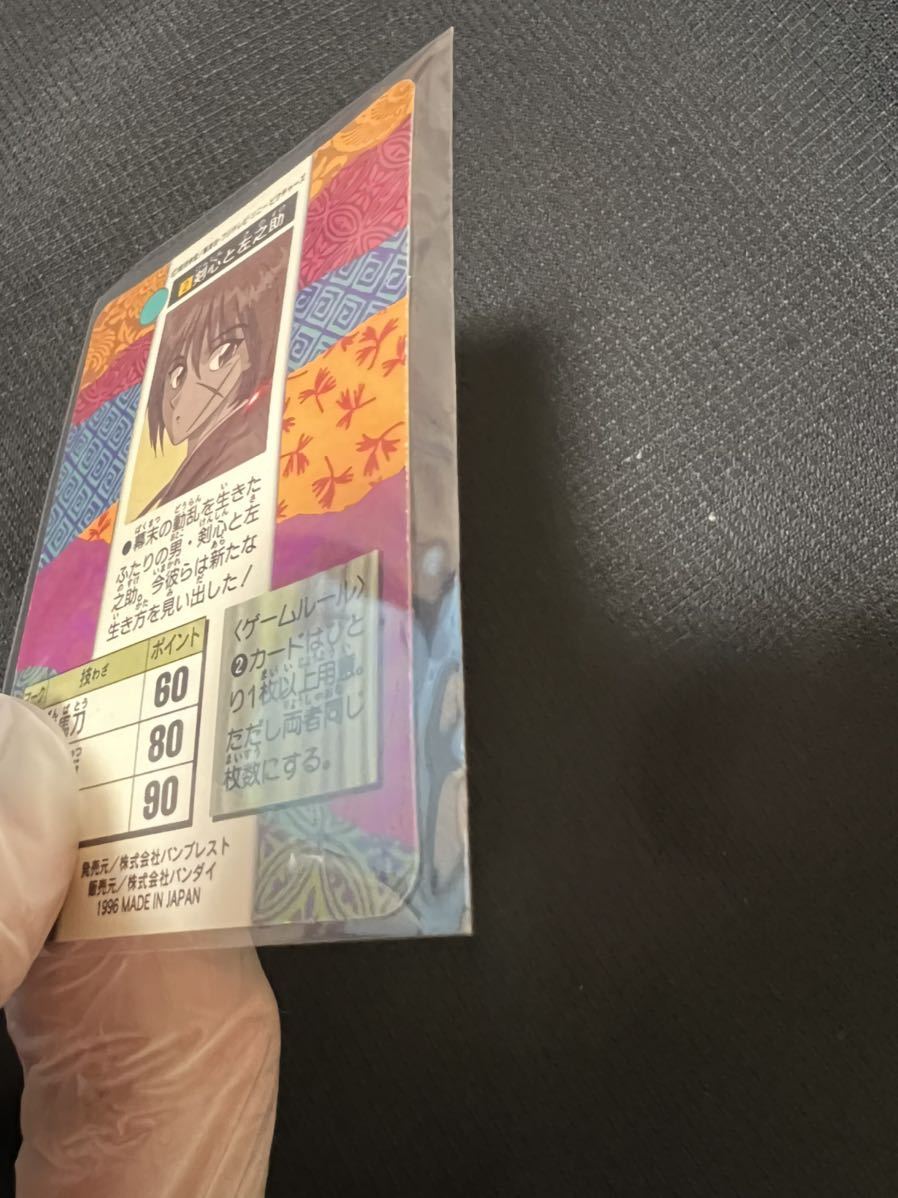 2 剣心と左之助
●幕末の動乱を生きた
ふたりの男・剣心と左
之助。今彼らは新たな
生き方を見い出した!
技わざ ポイント
馬刀 60
80
90
〈ゲームルール〉
❷カードはひと
り1枚以上用意。
ただし両者同じ
枚数にする。
発売元/株式会社バンプレスト
販売元/株式会社バンダイ
1996 MADE IN JAPAN